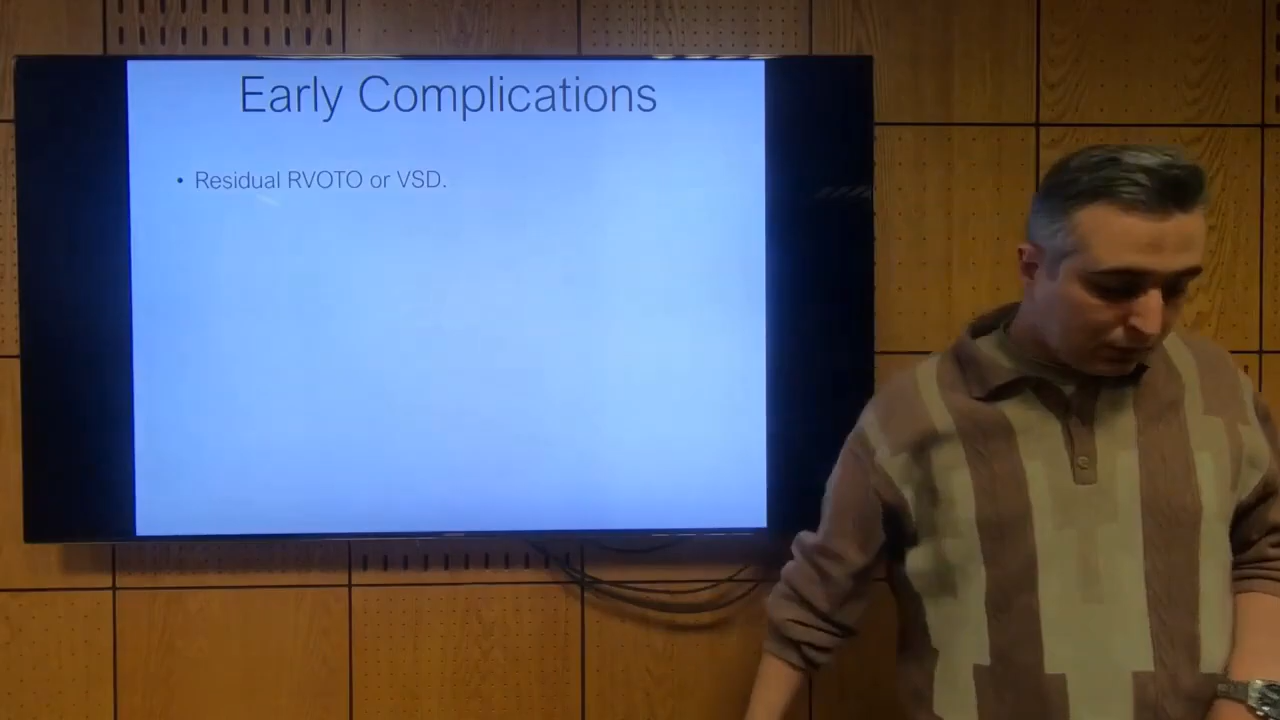 Early Complications
• Residual RVOTO or VSD.